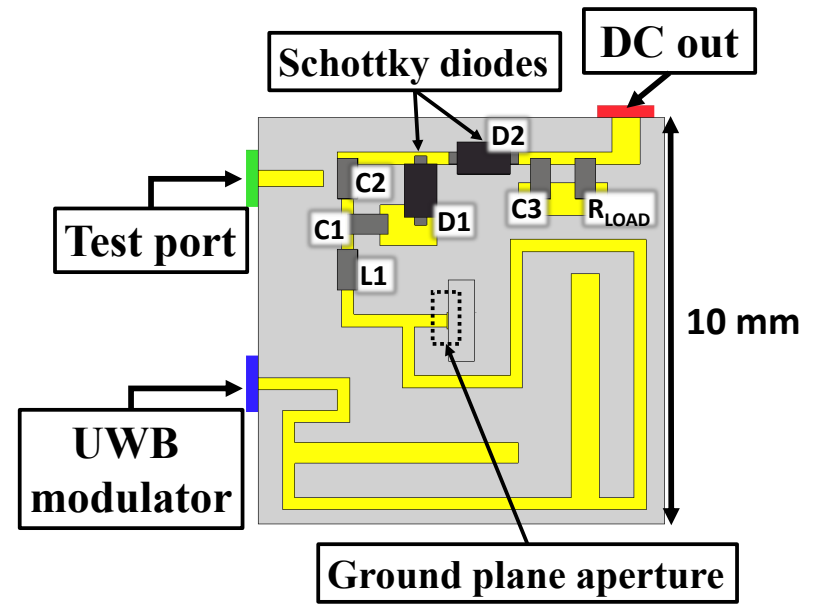 DC out
Schottky diodes
D2
C2
C3
R_LOAD
Test port
C1
D1
L1
10 mm
UWB
modulator
Ground plane aperture